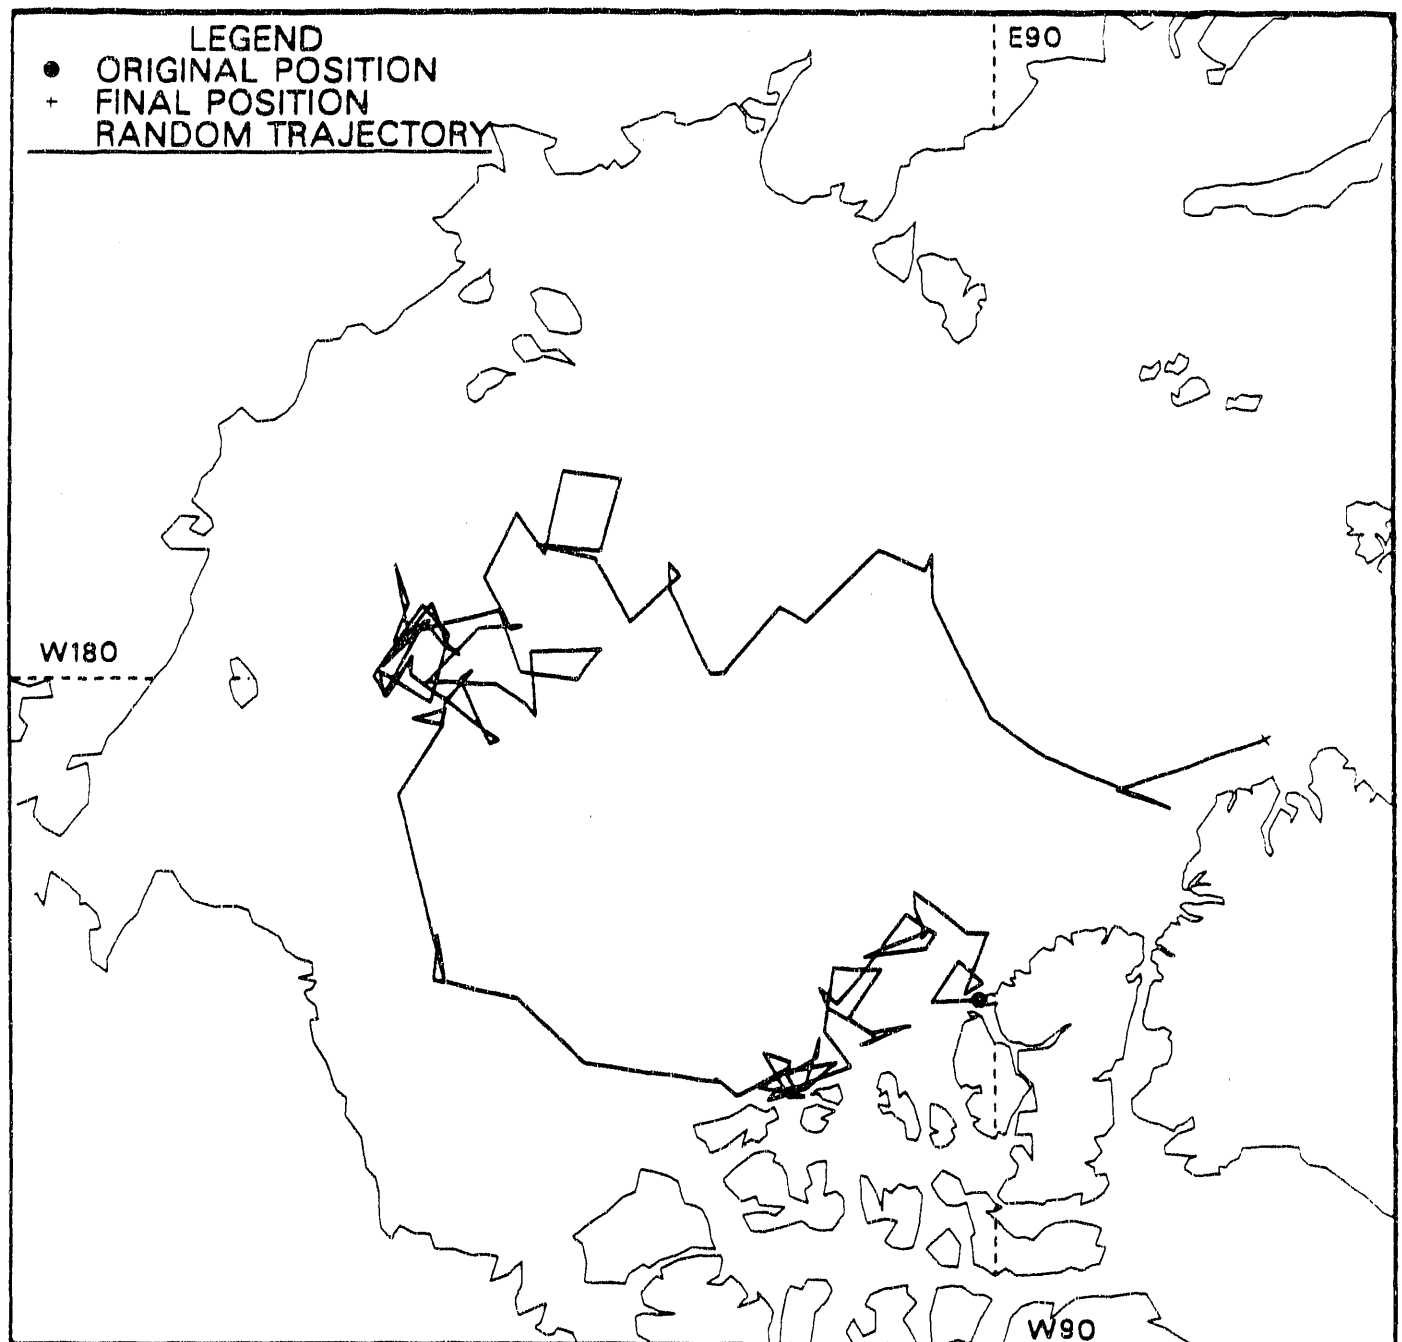 LEGEND
ORIGINAL POSITION
FINAL POSITION
RANDOM TRAJECTORY
E90
W180
W90